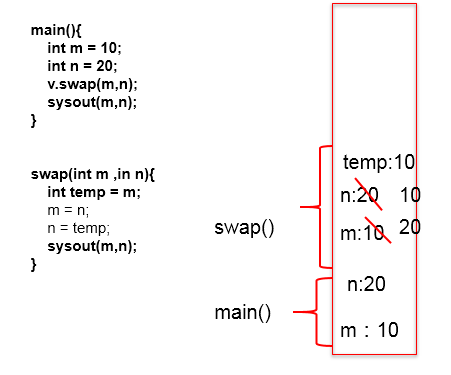 main(){
int m = 10;
int n = 20;
v.swap(m,n);
sysout(m,n);
}
swap(int m ,in n){
int temp = m;
m = n;
n = temp;
sysout(m,n);
}
temp:10
n:20 10
swap()
m:10 20
n:20
main()
m : 10